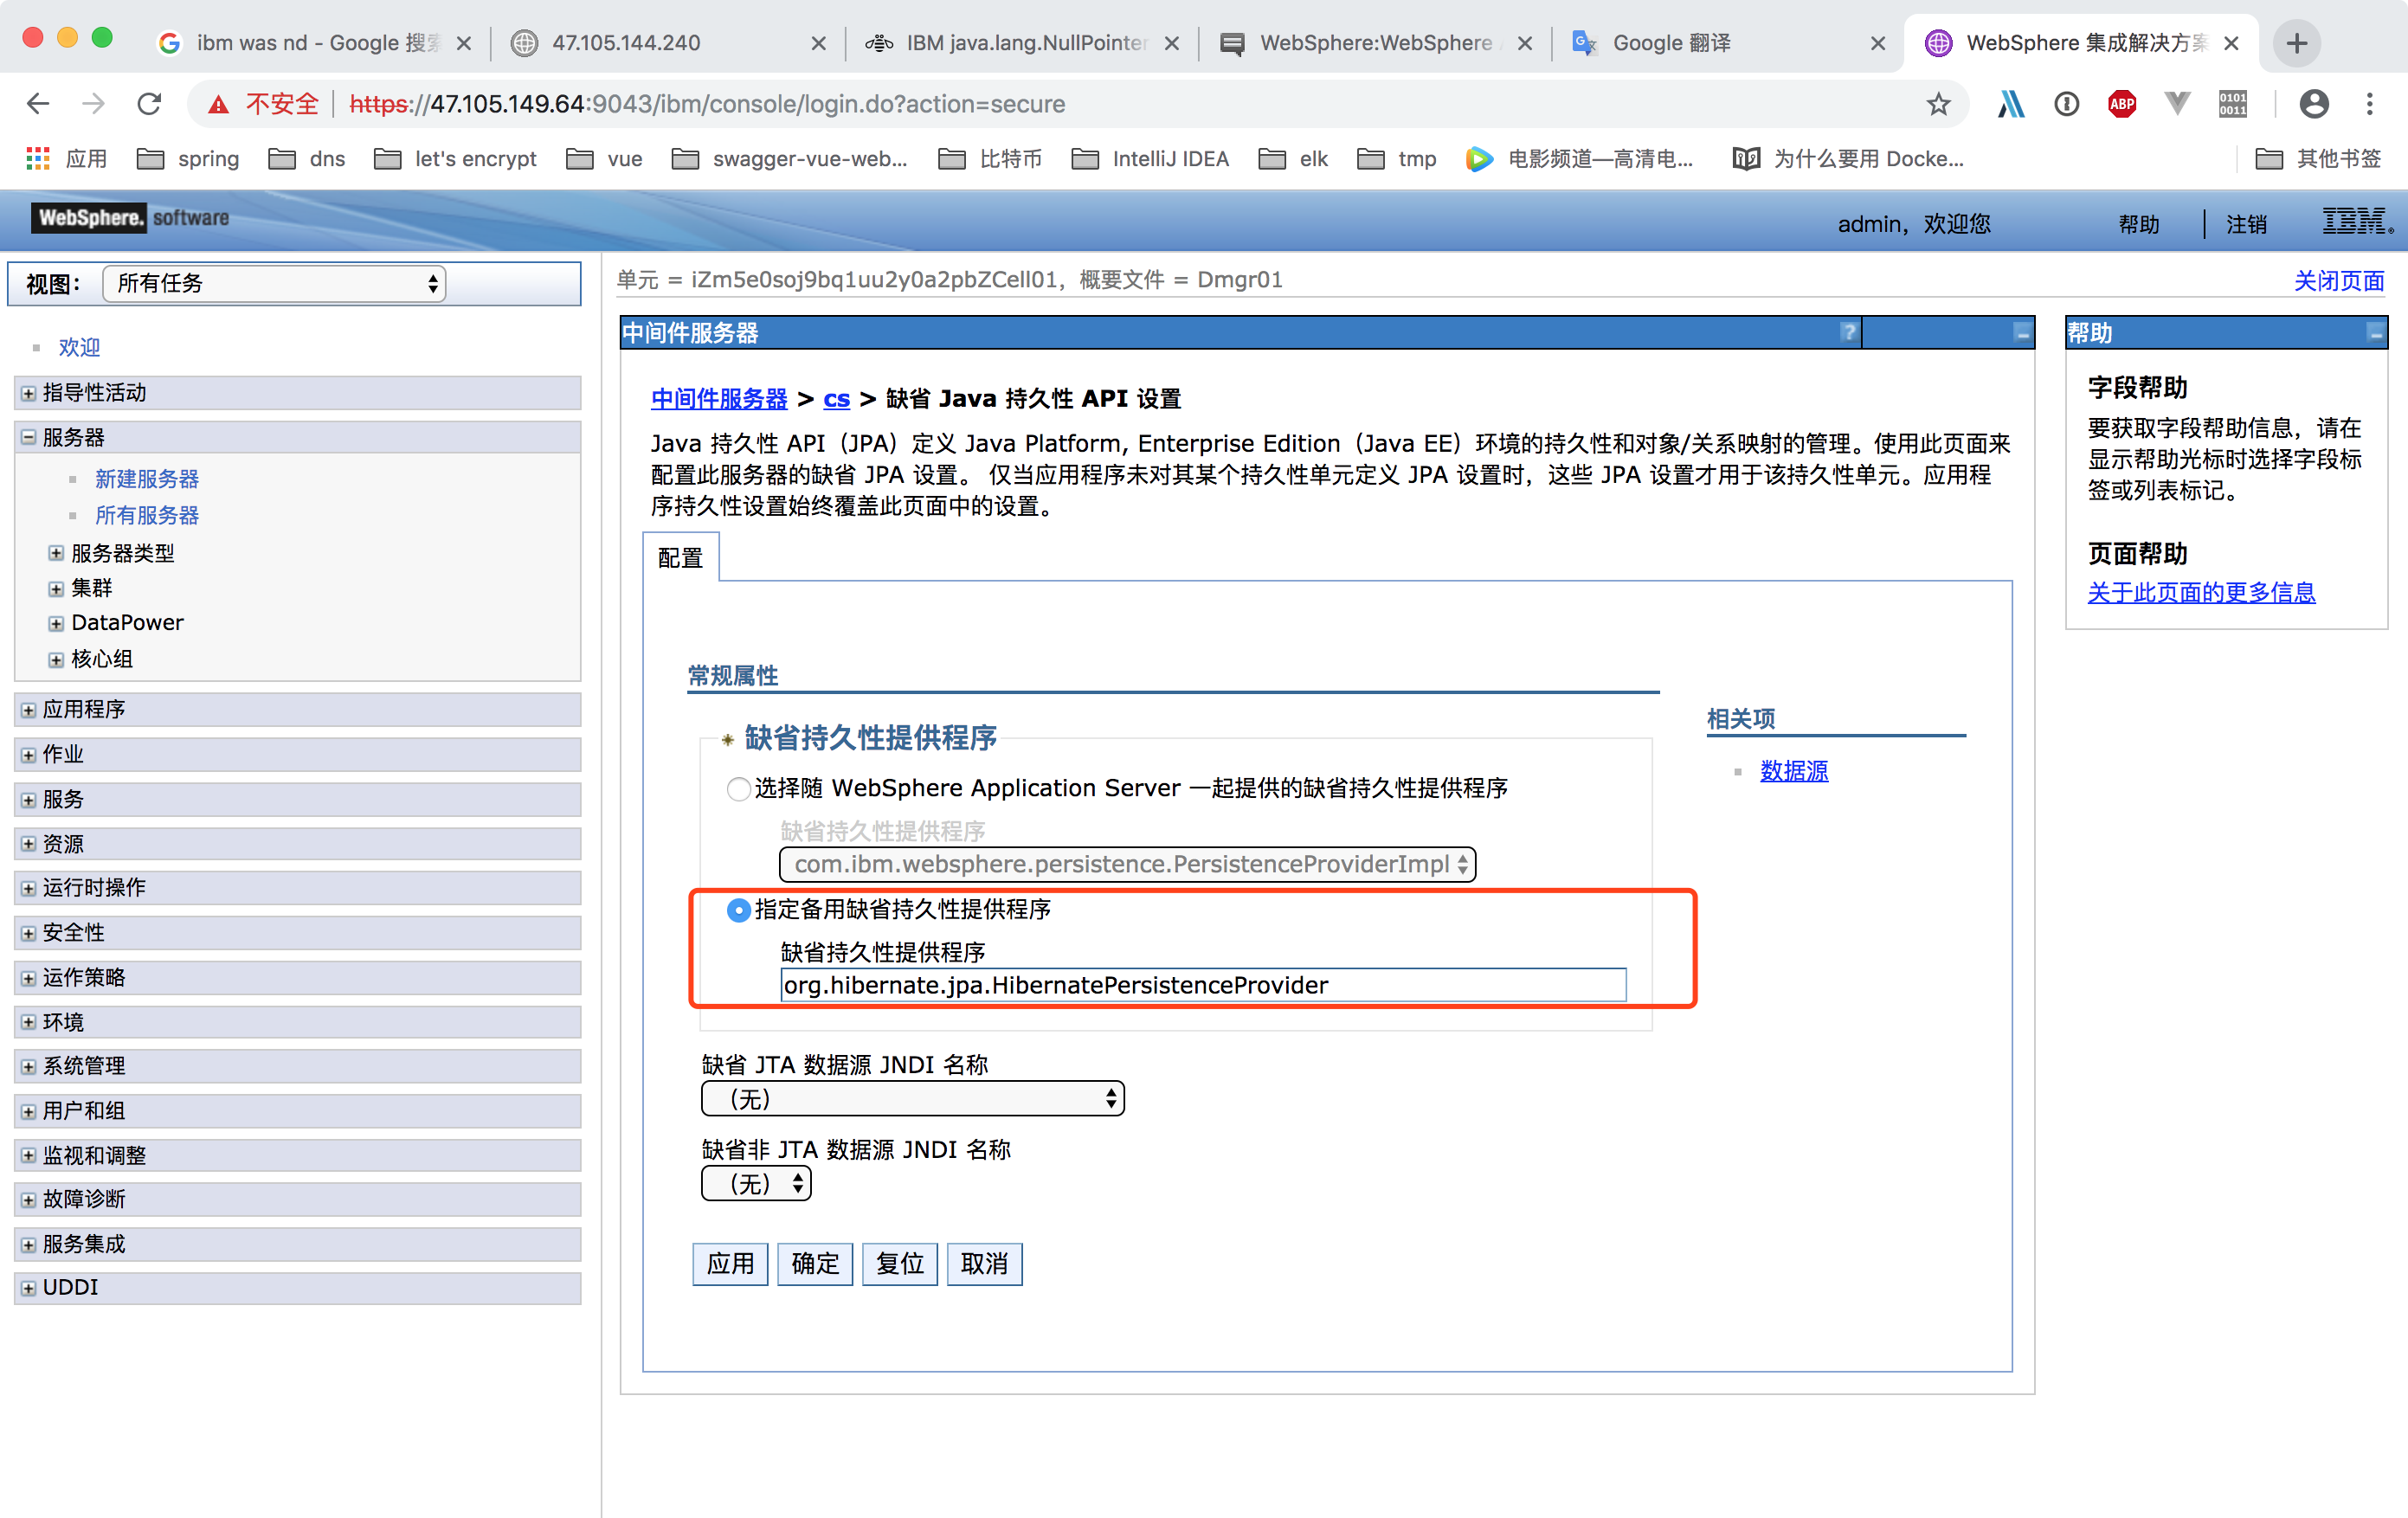 ibm was nd - Google 搜索
47.105.144.240
IBM java.lang.NullPointer
WebSphere:WebSphere
Google 翻译
WebSphere 集成解决方案
不安全 https://47.105.149.64:9043/ibm/console/login.do?action=secure
ABP
0101
0011
应用
spring
dns
let's encrypt
vue
swagger-vue-web...
比特币
IntelliJ IDEA
elk
tmp
电影频道—高清电...
为什么要用 Docke...
其他书签
WebSphere. software
admin，欢迎您
帮助
注销
IBM.
视图：
所有任务
欢迎
指导性活动
服务器
新建服务器
所有服务器
服务器类型
集群
DataPower
核心组
应用程序
作业
服务
资源
运行时操作
安全性
运作策略
环境
系统管理
用户和组
监视和调整
故障诊断
服务集成
UDDI
单元 = iZm5e0soj9bq1uu2y0a2pbZCell01，概要文件 = Dmgr01
关闭页面
中间件服务器
?
中间件服务器 > cs > 缺省 Java 持久性 API 设置
Java 持久性 API（JPA）定义 Java Platform, Enterprise Edition（Java EE）环境的持久性和对象/关系映射的管理。使用此页面来
配置此服务器的缺省 JPA 设置。 仅当应用程序未对其某个持久性单元定义 JPA 设置时，这些 JPA 设置才用于该持久性单元。应用程
序持久性设置始终覆盖此页面中的设置。
配置
常规属性
缺省持久性提供程序
选择随 WebSphere Application Server 一起提供的缺省持久性提供程序
缺省持久性提供程序
com.ibm.websphere.persistence.PersistenceProviderImpl
指定备用缺省持久性提供程序
缺省持久性提供程序
org.hibernate.jpa.HibernatePersistenceProvider
缺省 JTA 数据源 JNDI 名称
（无）
缺省非 JTA 数据源 JNDI 名称
（无）
应用
确定
复位
取消
相关项
数据源
帮助
字段帮助
要获取字段帮助信息，请在
显示帮助光标时选择字段标
签或列表标记。
页面帮助
关于此页面的更多信息